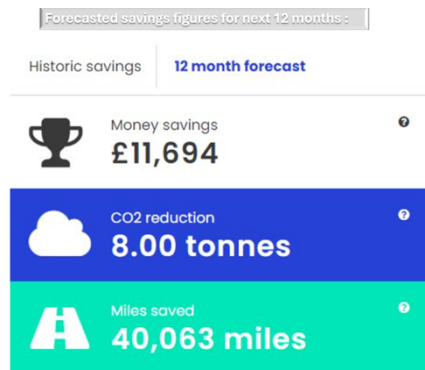 Forecasted savings figures for next 12 months :
Historic savings 12 month forecast
Money savings
£11,694
CO2 reduction
8.00 tonnes
Miles saved
40,063 miles